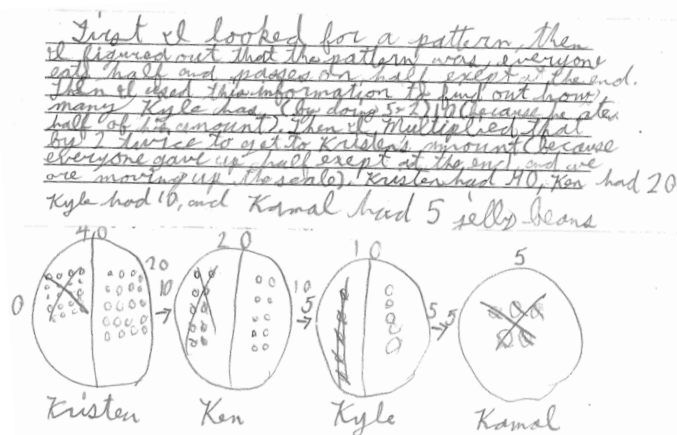 First I looked for a pattern, then
I figured out that the pattern was, everyone
eats half and passes on half exept at the end.
Then I used this information to find out how
many Kyle has (by doing 5x2) 10 (because he ate
half of his amount). Then I Multiplied that
by 2 twice to get to Kristen's amount (because
everyone gave up half exept at the end and we
are moving up the scale). Kristen had 40, Ken had 20
Kyle had 10, and Kamal had 5 jelly beans
40 20 10 5
0 20 10 10 5 5 5
Kristen Ken Kyle Kamal